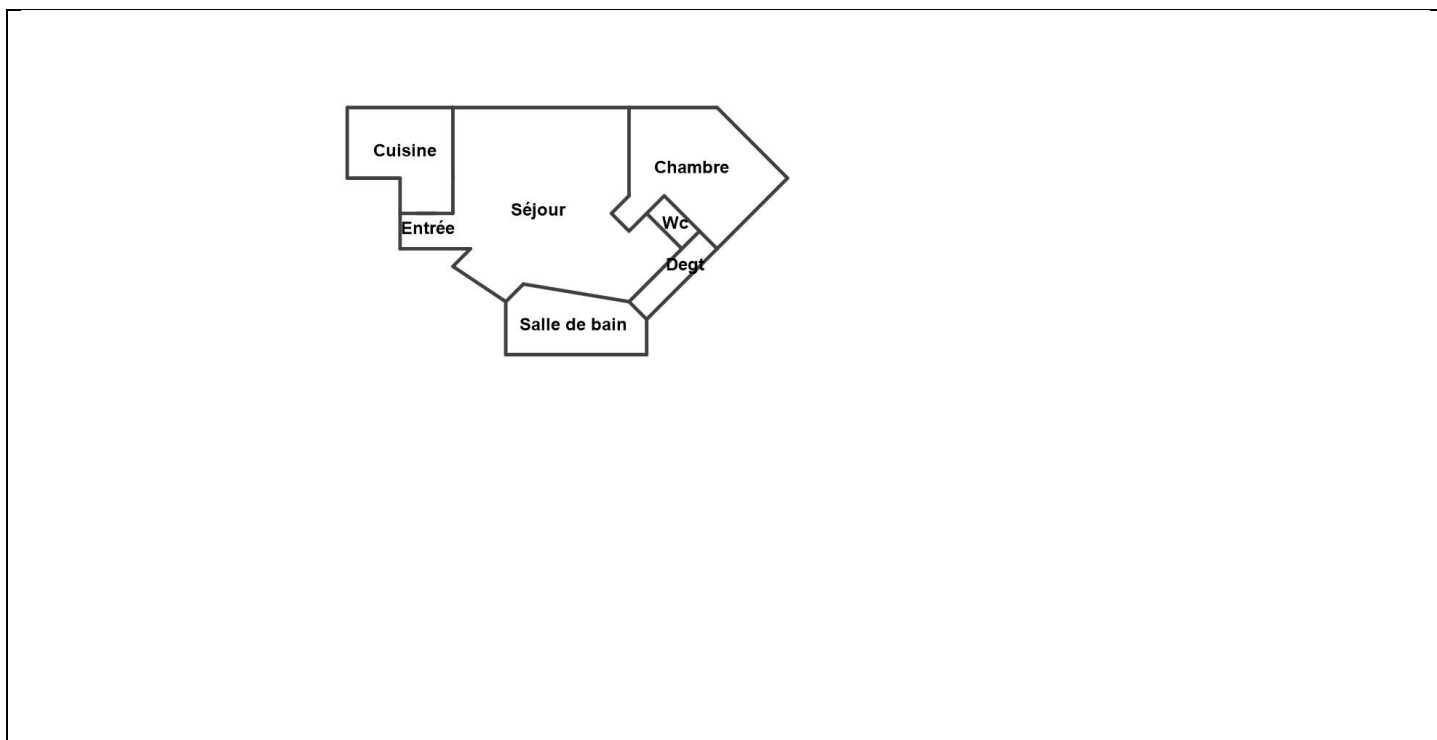 Cuisine
Chambre
Séjour
Wc
Entrée
Degt
Salle de bain